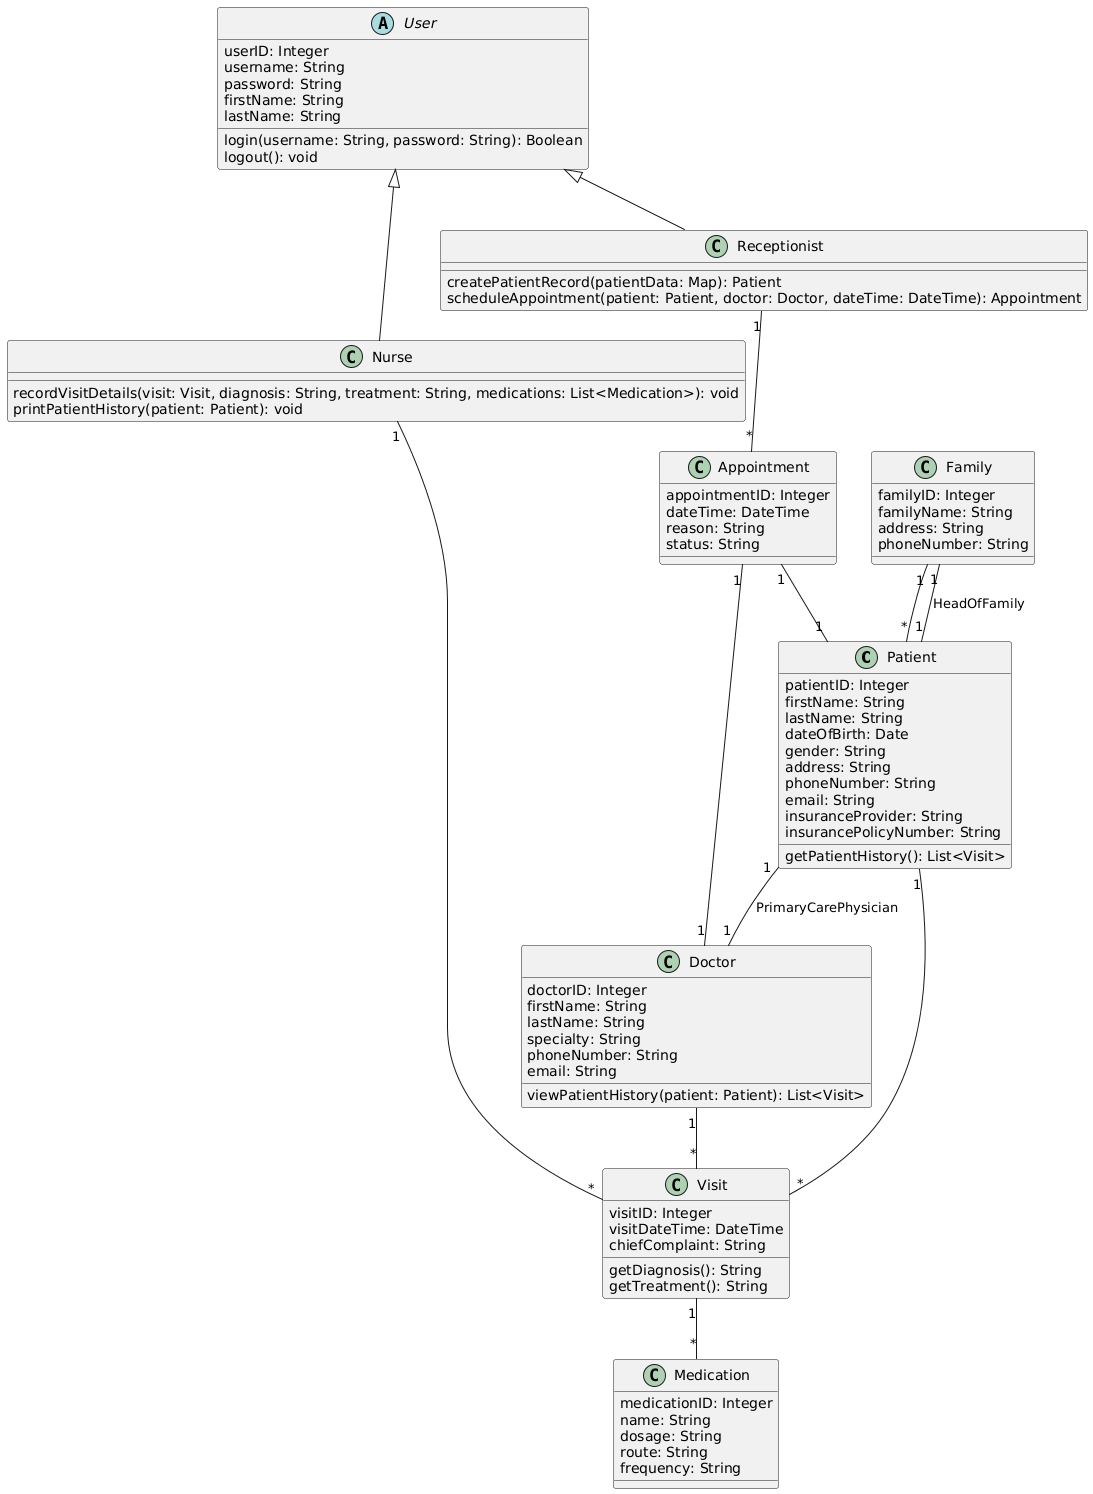 A User
userID: Integer
username: String
password: String
firstName: String
lastName: String
login(username: String, password: String): Boolean
logout(): void
C Receptionist
createPatientRecord(patientData: Map): Patient
scheduleAppointment(patient: Patient, doctor: Doctor, dateTime: DateTime): Appointment
1
C Nurse
recordVisitDetails(visit: Visit, diagnosis: String, treatment: String, medications: List<Medication>): void
printPatientHistory(patient: Patient): void
1
*
C Appointment
appointmentID: Integer
dateTime: DateTime
reason: String
status: String
C Family
familyID: Integer
familyName: String
address: String
phoneNumber: String
1
1
1
1
HeadOfFamily
1
*
1
C Patient
patientID: Integer
firstName: String
lastName: String
dateOfBirth: Date
gender: String
address: String
phoneNumber: String
email: String
insuranceProvider: String
insurancePolicyNumber: String
getPatientHistory(): List<Visit>
1
1
PrimaryCarePhysician
1
1
C Doctor
doctorID: Integer
firstName: String
lastName: String
specialty: String
phoneNumber: String
email: String
viewPatientHistory(patient: Patient): List<Visit>
1
*
*
*
C Visit
visitID: Integer
visitDateTime: DateTime
chiefComplaint: String
getDiagnosis(): String
getTreatment(): String
1
*
C Medication
medicationID: Integer
name: String
dosage: String
route: String
frequency: String